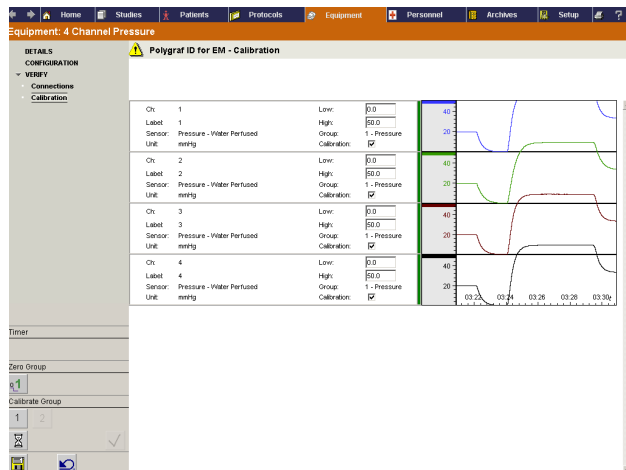 Home Studies Patients Protocols Equipment Personnel Archives Setup ?
Equipment: 4 Channel Pressure
DETAILS
CONFIGURATION
VERIFY
Connections
Calibration
Polygraf ID for EM - Calibration
Ch: 1 Low: 0.0
Label: 1 High: 50.0
Sensor: Pressure - Water Perfused Group: 1 - Pressure
Unit: mmHg Calibration:
40
20
Ch: 2 Low: 0.0
Label: 2 High: 50.0
Sensor: Pressure - Water Perfused Group: 1 - Pressure
Unit: mmHg Calibration:
40
20
Ch: 3 Low: 0.0
Label: 3 High: 50.0
Sensor: Pressure - Water Perfused Group: 1 - Pressure
Unit: mmHg Calibration:
40
20
Ch: 4 Low: 0.0
Label: 4 High: 50.0
Sensor: Pressure - Water Perfused Group: 1 - Pressure
Unit: mmHg Calibration:
40
20
03:22 03:24 03:26 03:28 03:30
Timer
Zero Group
1
Calibrate Group
1 2